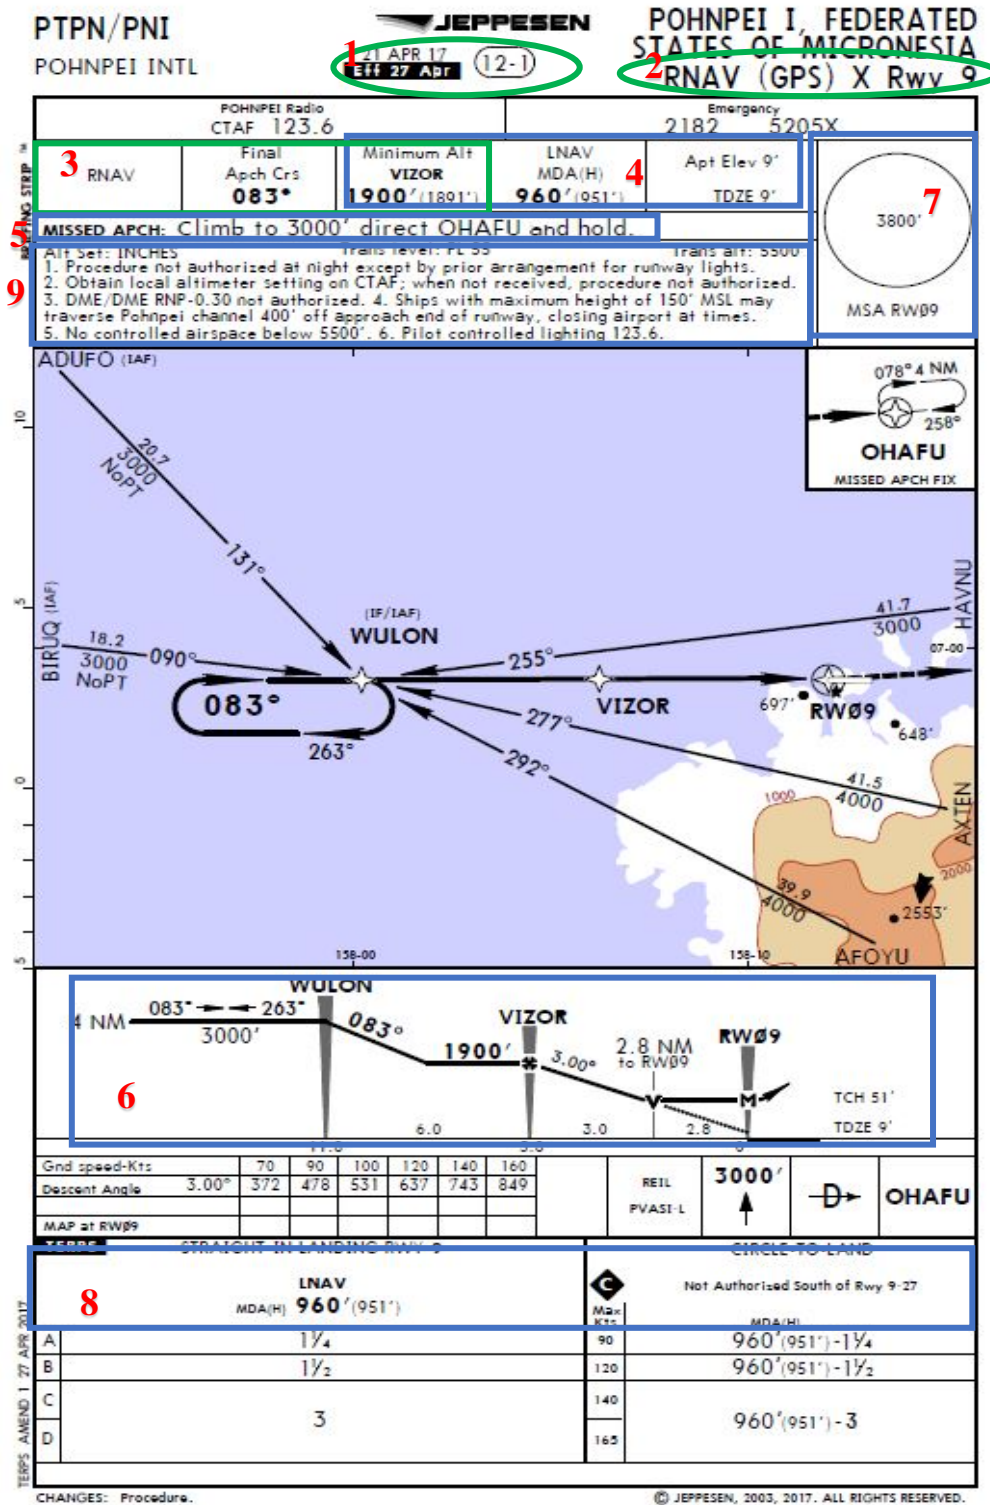 PTPN/PNI
POHNPEI INTL
JEPPESEN
1
21 APR 17
Eff 27 Apr
12-1
POHNPEI I, FEDERATED
STATES OF MICRONESIA
2
RNAV (GPS) X Rwy 9
BRIEFING STRIP TM
POHNPEI Radio
CTAF 123.6
Emergency
2182 5205X
3
RNAV
Final
Apch Crs
083°
Minimum Alt
VIZOR
1900'(1891')
LNAV
MDA(H)
960'(951')
4
Apt Elev 9'
TDZE 9'
7
3800'
MSA RWØ9
5
MISSED APCH: Climb to 3000' direct OHAFU and hold.
9
Alt Set: INCHES Trans level: FL 55 Trans alt: 5500'
1. Procedure not authorized at night except by prior arrangement for runway lights.
2. Obtain local altimeter setting on CTAF; when not received, procedure not authorized.
3. DME/DME RNP-0.30 not authorized. 4. Ships with maximum height of 150' MSL may
traverse Pohnpei channel 400' off approach end of runway, closing airport at times.
5. No controlled airspace below 5500'. 6. Pilot controlled lighting 123.6.
ADUFO (IAF)
078° 4 NM
258°
OHAFU
MISSED APCH FIX
10
20.7
3000
NoPT
131°
5
BIRUQ (IAF)
18.2
3000
NoPT
090°
(IF/IAF)
WULON
083°
263°
255°
41.7
3000
HAVNU
07-00
VIZOR
697'
RWØ9
648'
277°
292°
41.5
4000
AXTEN
0
1000
2000
39.9
4000
2553'
AFOYU
5
158-00
158-10
WULON
4 NM
083°
263°
3000'
083°
1900'
VIZOR
3.00°
2.8 NM
to RWØ9
V
RWØ9
M
TCH 51'
TDZE 9'
6
6.0
3.0
2.8
0
Gnd speed-Kts 70 90 100 120 140 160
Descent Angle 3.00° 372 478 531 637 743 849
MAP at RWØ9
REIL
PVASI-L
3000'
D
OHAFU
TERPS
STRAIGHT-IN LANDING RWY 9
CIRCLE-TO-LAND
8
LNAV
MDA(H) 960'(951')
C
Not Authorized South of Rwy 9-27
Max
Kts
MDA(H)
A 1¼ 90 960'(951')-1¼
B 1½ 120 960'(951')-1½
C 140
3 960'(951')-3
D 165
TERPS AMEND 1 27 APR 2017
CHANGES: Procedure.
© JEPPESEN, 2003, 2017. ALL RIGHTS RESERVED.